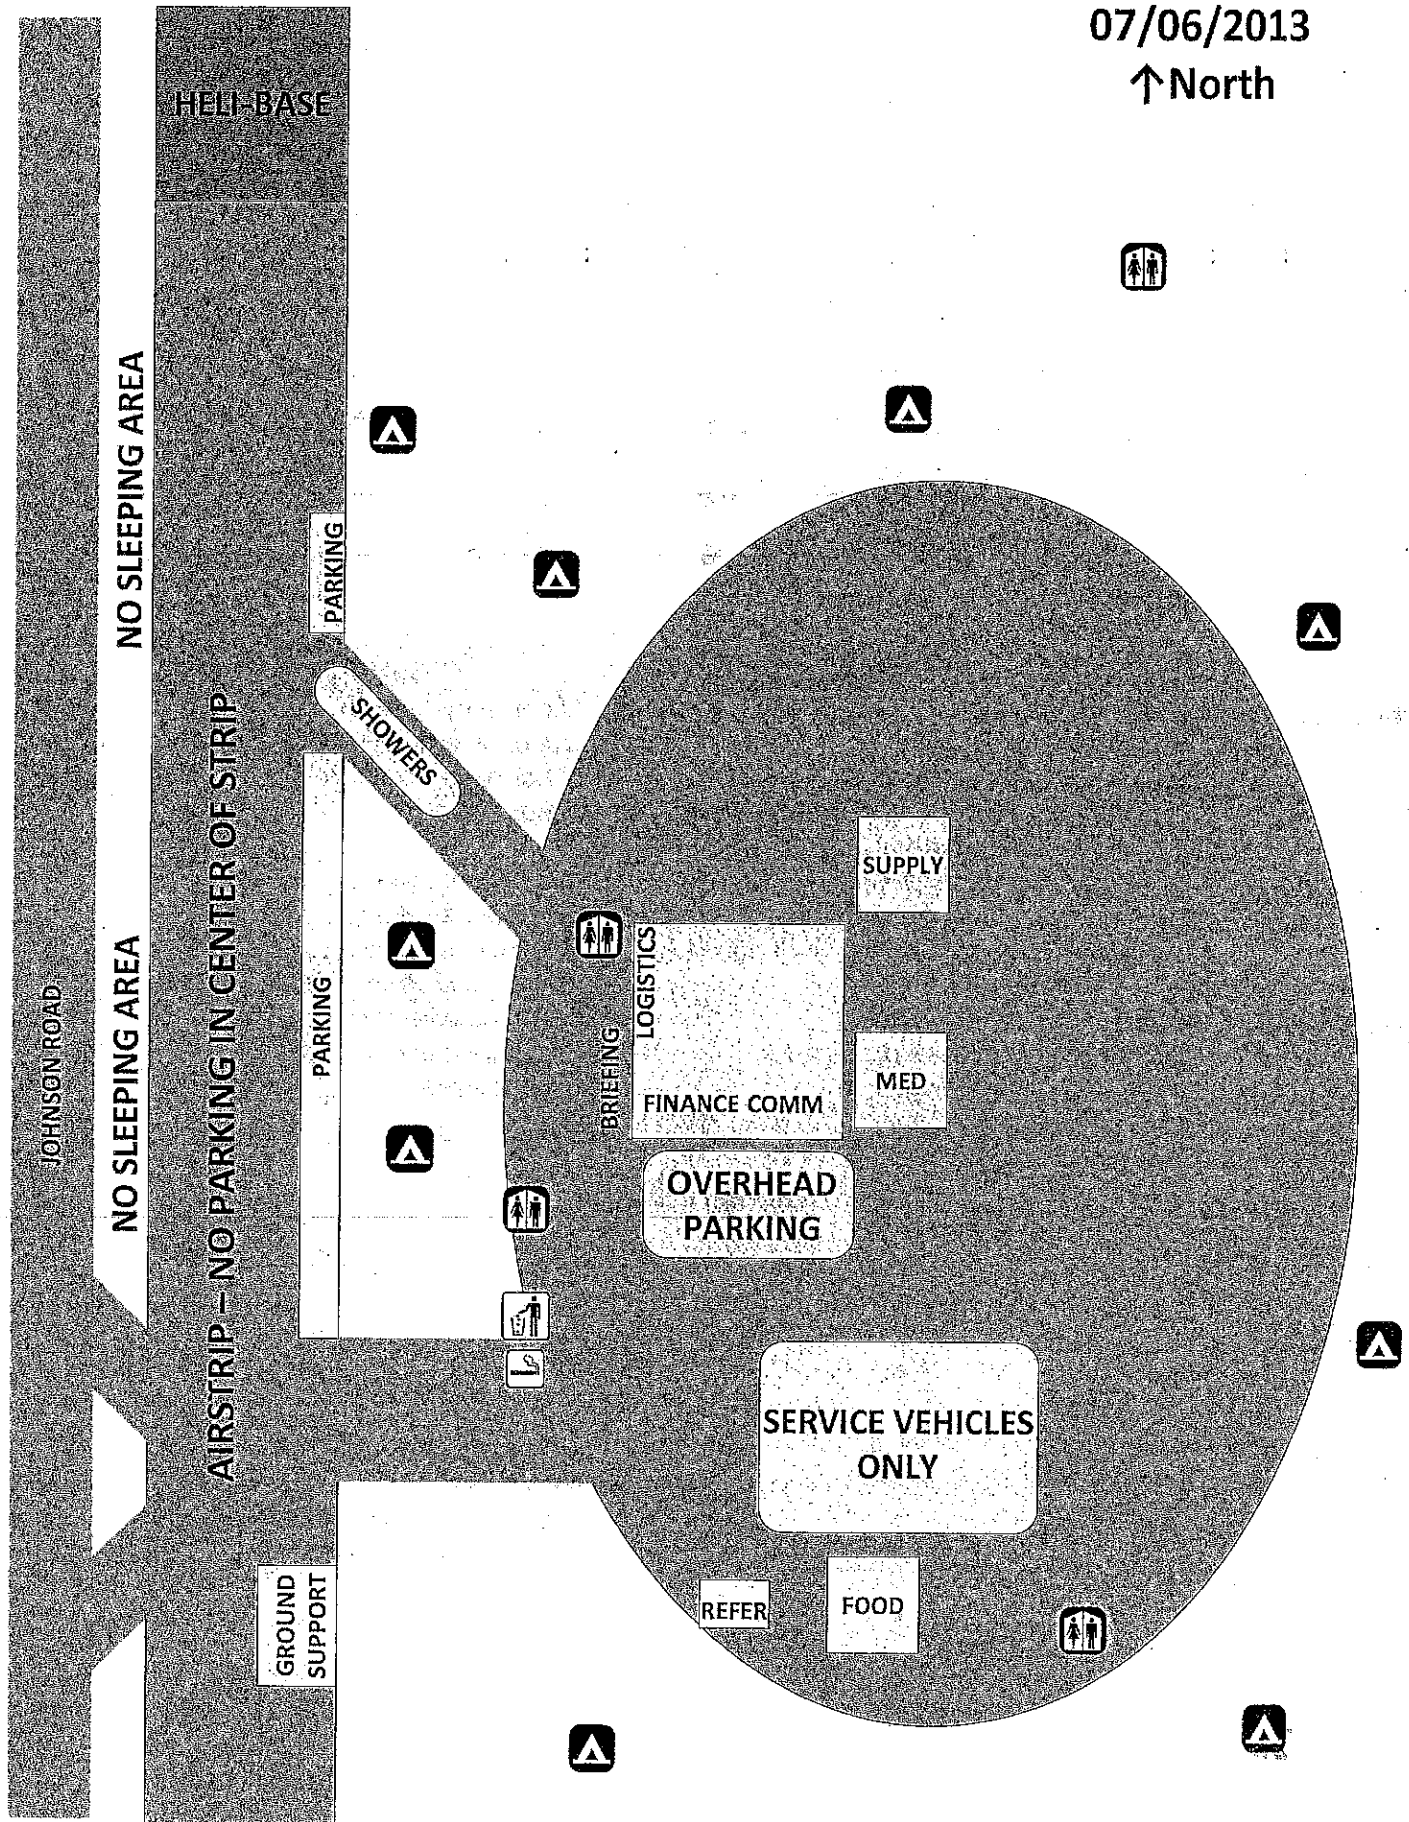 07/06/2013
↑North
HELI-BASE
NO SLEEPING AREA
PARKING
SHOWERS
AIRSTRIP – NO PARKING IN CENTER OF STRIP
SUPPLY
LOGISTICS
NO SLEEPING AREA
JOHNSON ROAD
PARKING
BRIEFING
MED
FINANCE COMM
OVERHEAD
PARKING
SERVICE VEHICLES
ONLY
GROUND
SUPPORT
REFER
FOOD